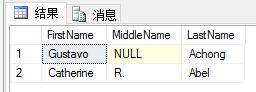 结果 消息
FirstName MiddleName LastName
1 Gustavo NULL Achong
2 Catherine R. Abel